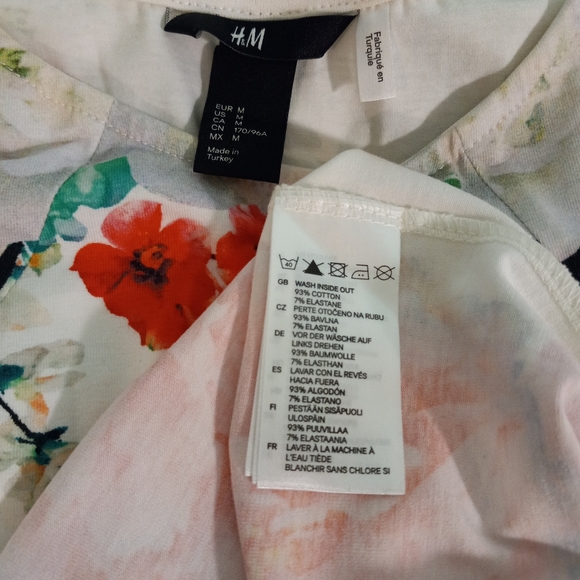 H&M
EUR M
US M
CA M
CN 170/96A
MX M
Made in
Turkey
Fabriqué en
Turquie
40
GB WASH INSIDE OUT
93% COTTON
7% ELASTANE
CZ PERTE OTOČENO NA RUBU
93% BAVLNA
7% ELASTAN
DE VOR DER WÄSCHE AUF
LINKS DREHEN
93% BAUMWOLLE
7% ELASTHAN
ES LAVAR CON EL REVÉS
HACIA FUERA
93% ALGODÓN
7% ELASTANO
FI PESTÄÄN SISÄPUOLI
ULOSPÄIN
93% PUUVILLAA
7% ELASTAANIA
FR LAVER À LA MACHINE À
L'EAU TIÈDE
BLANCHIR SANS CHLORE SI